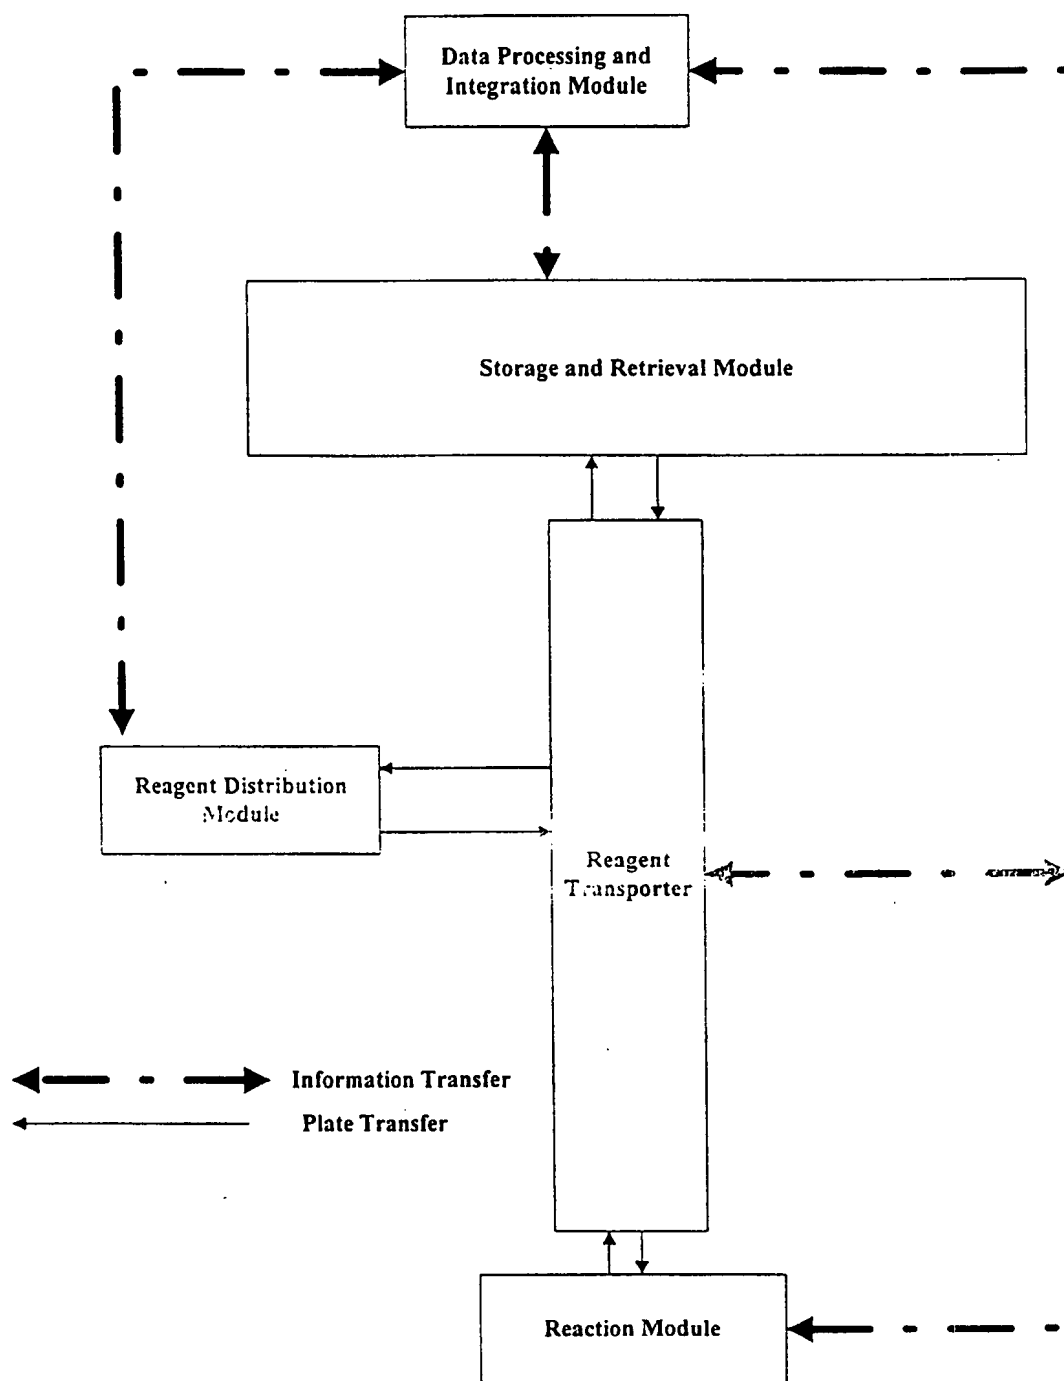 Data Processing and
Integration Module
Storage and Retrieval Module
Reagent Distribution
Module
Reagent
Transporter
Information Transfer
Plate Transfer
Reaction Module